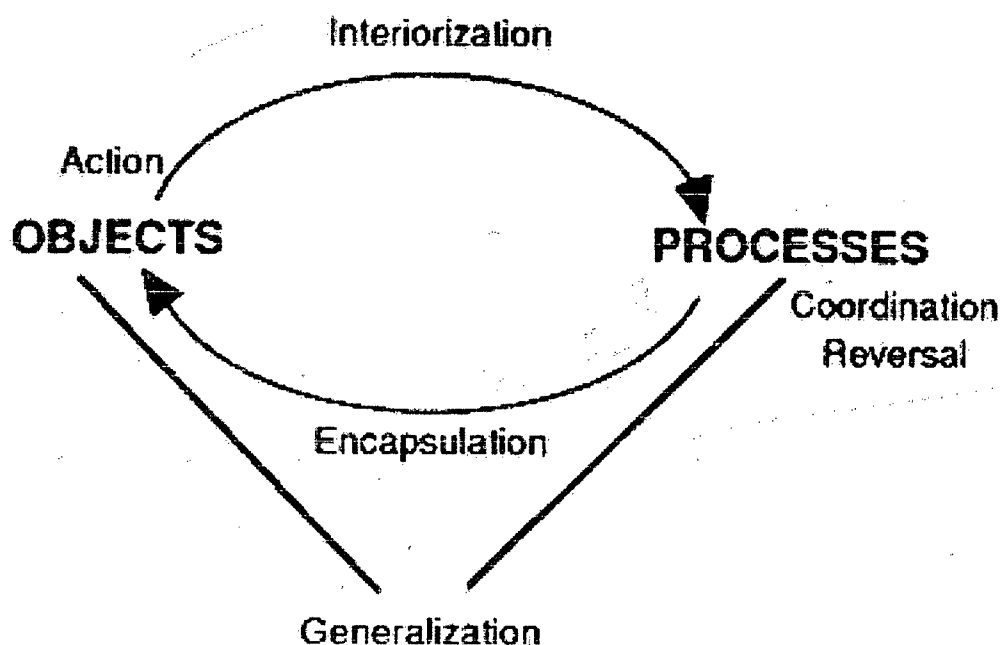 Interiorization
Action
OBJECTS
PROCESSES
Coordination
Reversal
Encapsulation
Generalization